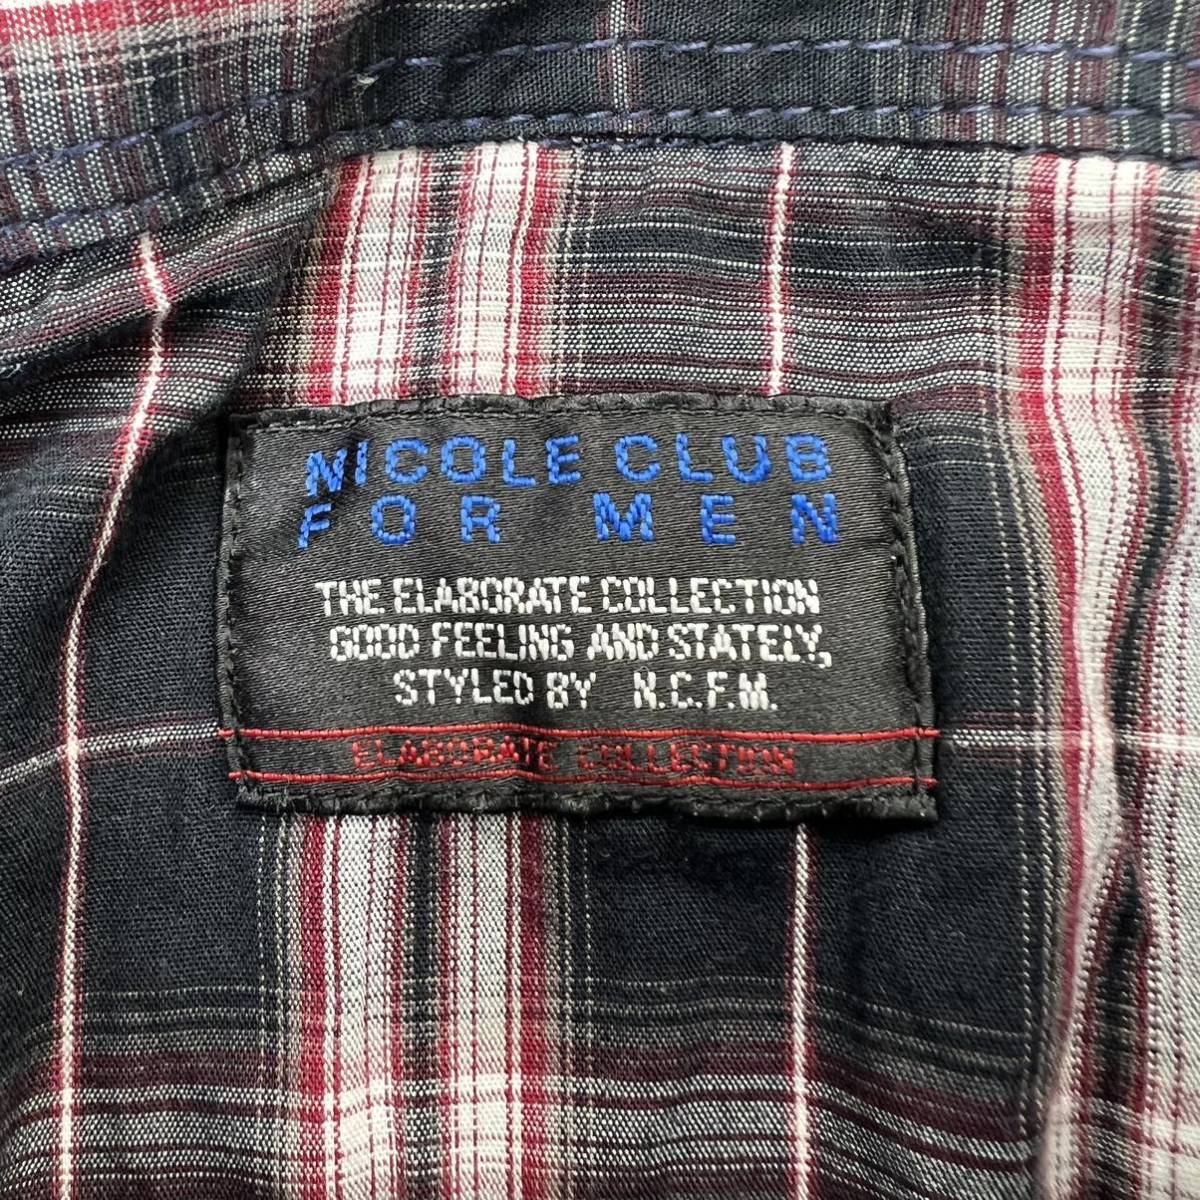 NICOLE CLUB
FOR MEN
THE ELABORATE COLLECTION
GOOD FEELING AND STATELY,
STYLED BY N.C.F.M.
ELABORATE COLLECTION